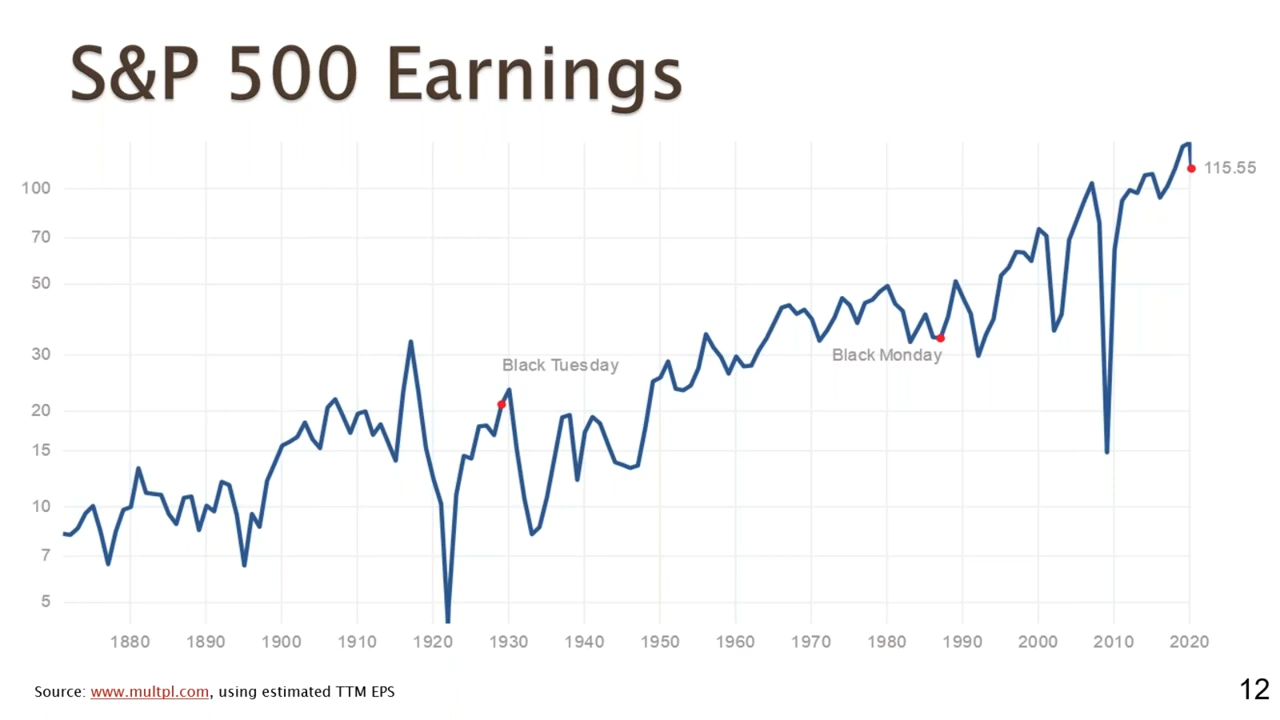 S&P 500 Earnings
115.55
100
70
50
30
20
15
10
7
5
Black Tuesday
Black Monday
1880 1890 1900 1910 1920 1930 1940 1950 1960 1970 1980 1990 2000 2010 2020
Source: www.multpl.com, using estimated TTM EPS
12